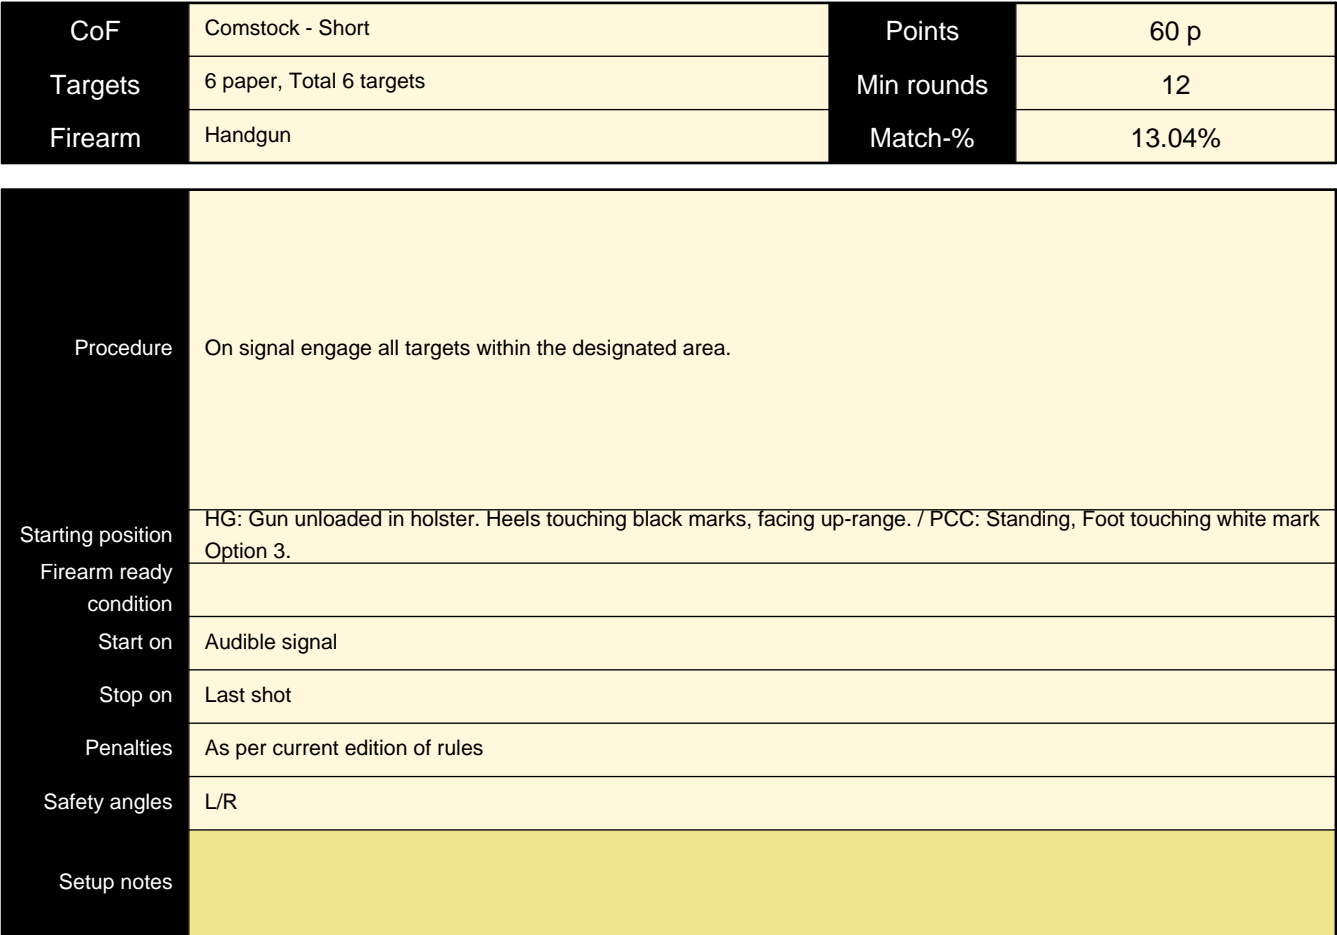 CoF Comstock - Short Points 60 p
Targets 6 paper, Total 6 targets Min rounds 12
Firearm Handgun Match-% 13.04%
Procedure On signal engage all targets within the designated area.
Starting position HG: Gun unloaded in holster. Heels touching black marks, facing up-range. / PCC: Standing, Foot touching white mark
Option 3.
Firearm ready
condition
Start on Audible signal
Stop on Last shot
Penalties As per current edition of rules
Safety angles L/R
Setup notes